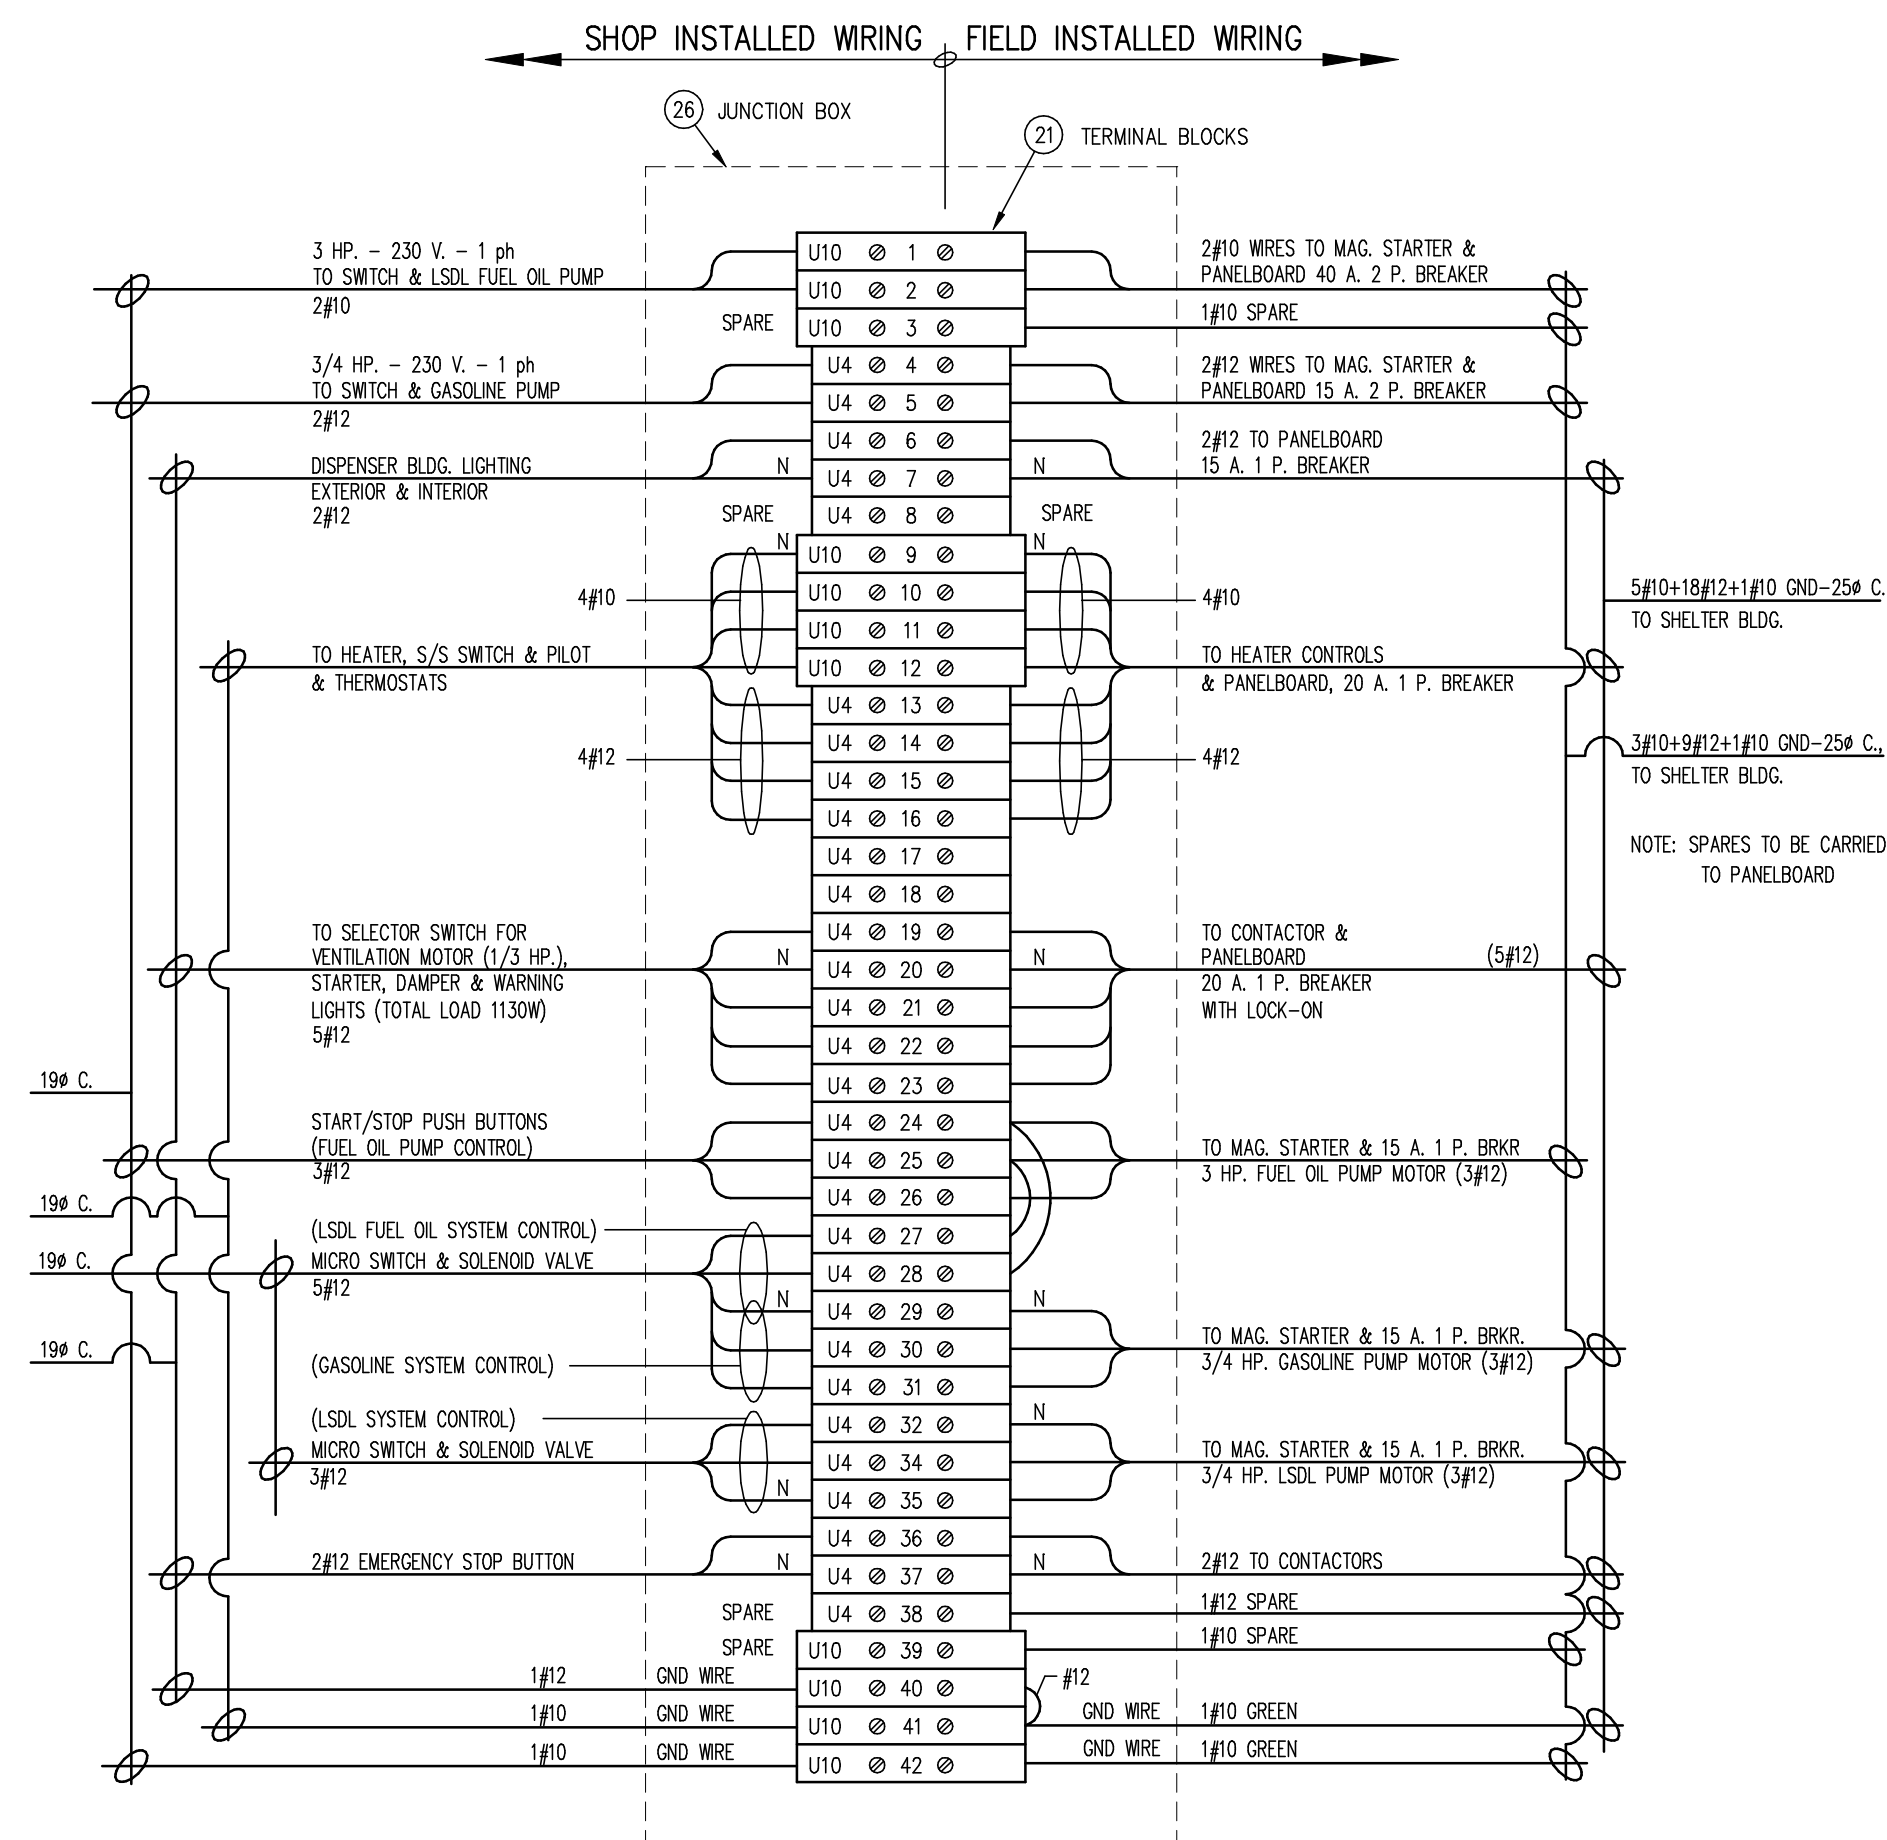 SHOP INSTALLED WIRING
FIELD INSTALLED WIRING
26 JUNCTION BOX
21 TERMINAL BLOCKS
3 HP. - 230 V. - 1 ph
TO SWITCH & LSDL FUEL OIL PUMP
2#10
SPARE
3/4 HP. - 230 V. - 1 ph
TO SWITCH & GASOLINE PUMP
2#12
DISPENSER BLDG. LIGHTING
EXTERIOR & INTERIOR
2#12
N
SPARE
N
4#10
TO HEATER, S/S SWITCH & PILOT
& THERMOSTATS
4#12
TO SELECTOR SWITCH FOR
VENTILATION MOTOR (1/3 HP.),
STARTER, DAMPER & WARNING
LIGHTS (TOTAL LOAD 1130W)
5#12
N
19ø C.
START/STOP PUSH BUTTONS
(FUEL OIL PUMP CONTROL)
3#12
19ø C.
(LSDL FUEL OIL SYSTEM CONTROL)
19ø C.
MICRO SWITCH & SOLENOID VALVE
5#12
N
19ø C.
(GASOLINE SYSTEM CONTROL)
(LSDL SYSTEM CONTROL)
MICRO SWITCH & SOLENOID VALVE
3#12
N
2#12 EMERGENCY STOP BUTTON
N
SPARE
SPARE
1#12 GND WIRE
1#10 GND WIRE
1#10 GND WIRE
U10 1
U10 2
U10 3
U4 4
U4 5
U4 6
U4 7
U4 8
U10 9
U10 10
U10 11
U10 12
U4 13
U4 14
U4 15
U4 16
U4 17
U4 18
U4 19
U4 20
U4 21
U4 22
U4 23
U4 24
U4 25
U4 26
U4 27
U4 28
U4 29
U4 30
U4 31
U4 32
U4 34
U4 35
U4 36
U4 37
U4 38
U10 39
U10 40
U10 41
U10 42
2#10 WIRES TO MAG. STARTER &
PANELBOARD 40 A. 2 P. BREAKER
1#10 SPARE
2#12 WIRES TO MAG. STARTER &
PANELBOARD 15 A. 2 P. BREAKER
2#12 TO PANELBOARD
15 A. 1 P. BREAKER
N
SPARE
N
4#10
TO HEATER CONTROLS
& PANELBOARD, 20 A. 1 P. BREAKER
4#12
TO CONTACTOR &
PANELBOARD (5#12)
20 A. 1 P. BREAKER
WITH LOCK-ON
N
TO MAG. STARTER & 15 A. 1 P. BRKR
3 HP. FUEL OIL PUMP MOTOR (3#12)
N
TO MAG. STARTER & 15 A. 1 P. BRKR.
3/4 HP. GASOLINE PUMP MOTOR (3#12)
N
TO MAG. STARTER & 15 A. 1 P. BRKR.
3/4 HP. LSDL PUMP MOTOR (3#12)
N
2#12 TO CONTACTORS
1#12 SPARE
1#10 SPARE
#12
GND WIRE 1#10 GREEN
GND WIRE 1#10 GREEN
5#10+18#12+1#10 GND-25ø C.
TO SHELTER BLDG.
3#10+9#12+1#10 GND-25ø C.,
TO SHELTER BLDG.
NOTE: SPARES TO BE CARRIED
TO PANELBOARD